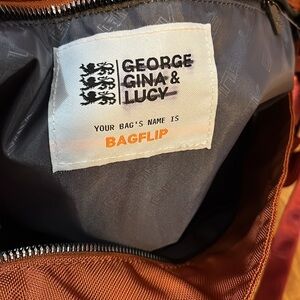 GEORGE
GINA &
LUCY
YOUR BAG'S NAME IS
BAGFLIP